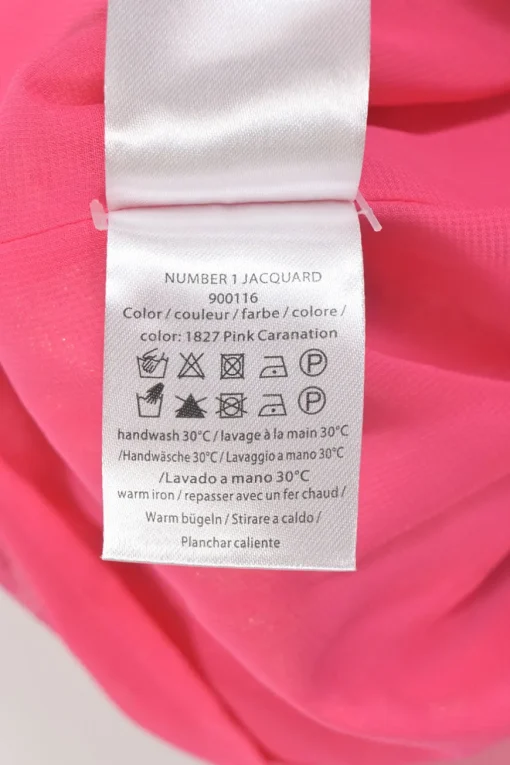 NUMBER 1 JACQUARD
900116
Color / couleur / farbe / colore /
color: 1827 Pink Caranation
P
P
handwash 30°C / lavage à la main 30°C
/Handwäsche 30°C / Lavaggio a mano 30°C
/Lavado a mano 30°C
warm iron / repasser avec un fer chaud /
Warm bügeln / Stirare a caldo /
Planchar caliente